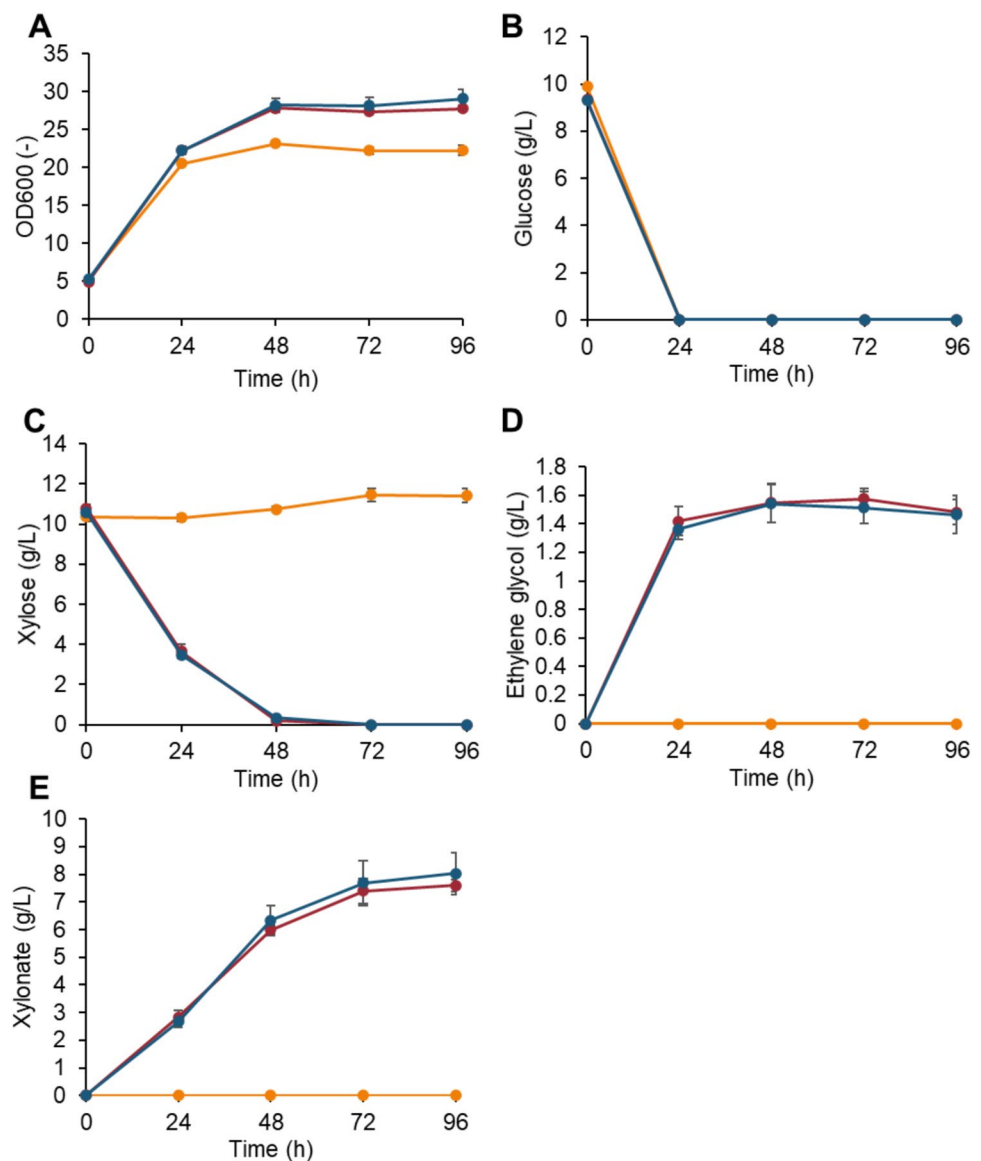 A
OD600 (-)
35
30
25
20
15
10
5
0
0 24 48 72 96
Time (h)
B
Glucose (g/L)
12
10
8
6
4
2
0
0 24 48 72 96
Time (h)
C
Xylose (g/L)
14
12
10
8
6
4
2
0
0 24 48 72 96
Time (h)
D
Ethylene glycol (g/L)
1.8
1.6
1.4
1.2
1
0.8
0.6
0.4
0.2
0
0 24 48 72 96
Time (h)
E
Xylonate (g/L)
10
9
8
7
6
5
4
3
2
1
0
0 24 48 72 96
Time (h)